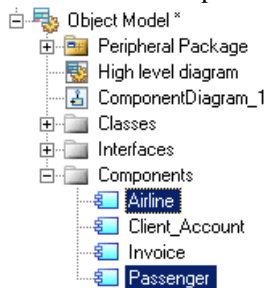 Object Model *
Peripheral Package
High level diagram
ComponentDiagram_1
Classes
Interfaces
Components
Airline
Client_Account
Invoice
Passenger